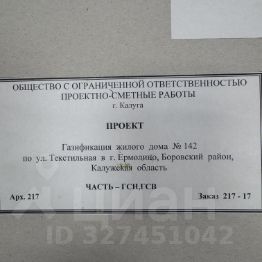 ОБЩЕСТВО С ОГРАНИЧЕННОЙ ОТВЕТСТВЕННОСТЬЮ
ПРОЕКТНО-СМЕТНЫЕ РАБОТЫ
г. Калуга
ПРОЕКТ
Газификация жилого дома № 142
по ул. Текстильная в г. Ермолино, Боровский район,
Калужская область
ЧАСТЬ – ГСН,ГСВ
Арх. 217 Заказ 217 - 17
ЦИАН
ID 327451042